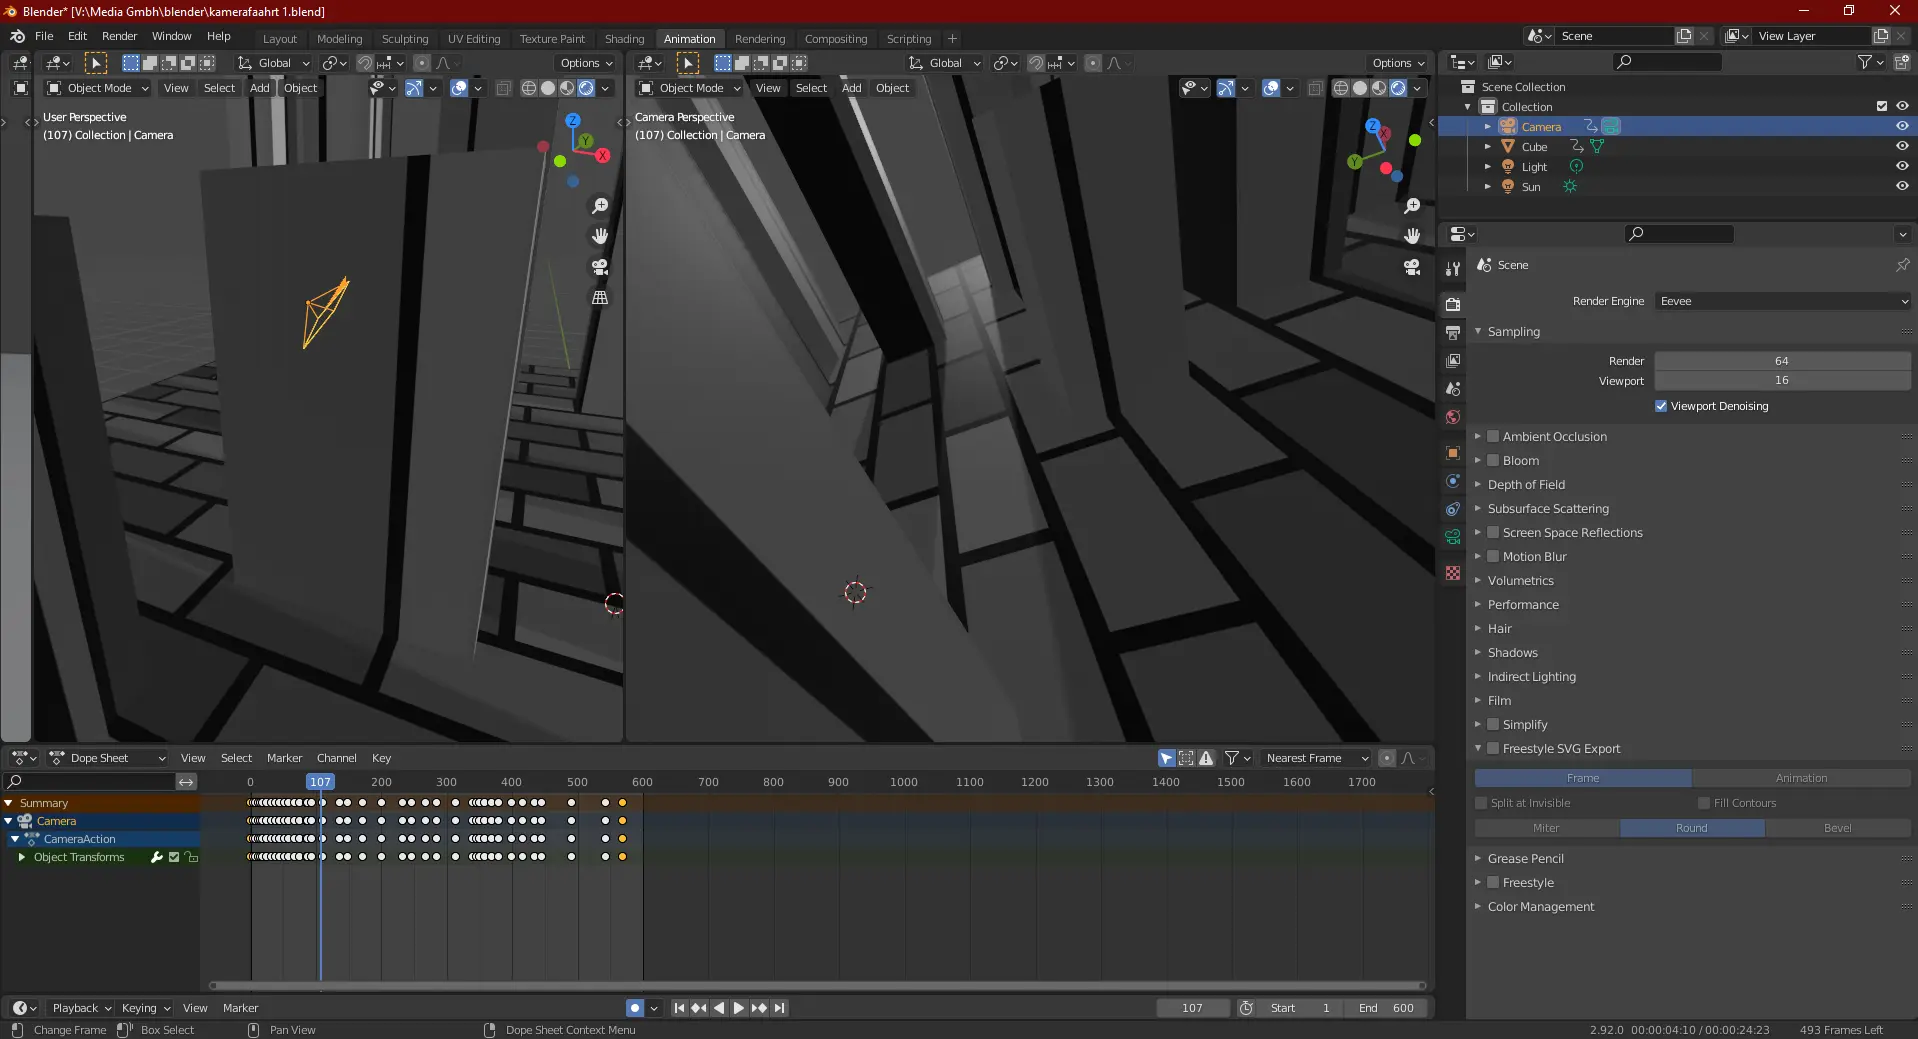 Blender* [V:\Media Gmbh\blender\kamerafaahrt 1.blend]
File Edit Render Window Help
Layout Modeling Sculpting UV Editing Texture Paint Shading Animation Rendering Compositing Scripting +
Scene
View Layer
Global
Options
Global
Options
Object Mode View Select Add Object
Object Mode View Select Add Object
User Perspective
(107) Collection | Camera
Z
Y
X
Camera Perspective
(107) Collection | Camera
Z
X
Y
Scene Collection
Collection
Camera
Cube
Light
Sun
Scene
Render Engine Eevee
Sampling
Render 64
Viewport 16
Viewport Denoising
Ambient Occlusion
Bloom
Depth of Field
Subsurface Scattering
Screen Space Reflections
Motion Blur
Volumetrics
Performance
Hair
Shadows
Indirect Lighting
Film
Simplify
Freestyle SVG Export
Frame Animation
Split at Invisible Fill Contours
Miter Round Bevel
Grease Pencil
Freestyle
Color Management
Dope Sheet View Select Marker Channel Key
Nearest Frame
0 107 200 300 400 500 600 700 800 900 1000 1100 1200 1300 1400 1500 1600 1700
Summary
Camera
CameraAction
Object Transforms
Playback Keying View Marker
107 Start 1 End 600
Change Frame Box Select Pan View Dope Sheet Context Menu
2.92.0 00:00:04:10 / 00:00:24:23 493 Frames Left